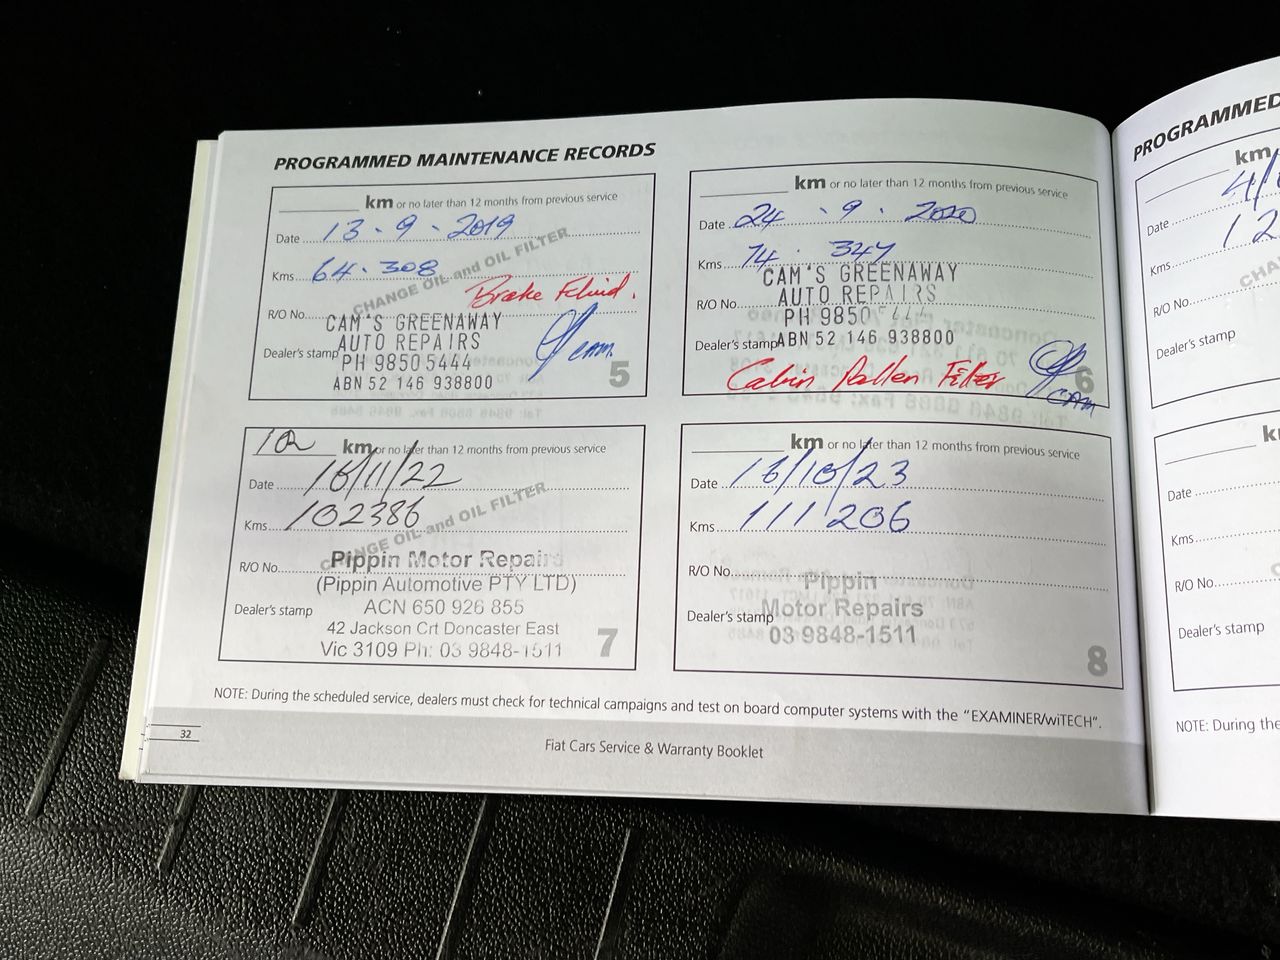 PROGRAMMED MAINTENANCE RECORDS
km or no later than 12 months from previous service
Date 13.9.2019
Kms 64.308
CHANGE OIL and OIL FILTER
Brake Fluid.
R/O No.
CAM'S GREENAWAY
AUTO REPAIRS
Dealer's stamp
PH 9850 5444
ABN 52 146 938800
Cam.
5
km or no later than 12 months from previous service
Date 24.9.2020
Kms 74.347
CAM'S GREENAWAY
AUTO REPAIRS
R/O No.
PH 9850
Dealer's stamp
ABN 52 146 938800
Cabin Pollen Filter
Cam
6
km or no later than 12 months from previous service
Date 16/11/22
Kms 102386
CHANGE OIL and OIL FILTER
R/O No.
Pippin Motor Repairs
(Pippin Automotive PTY LTD)
Dealer's stamp
ACN 650 926 855
42 Jackson Crt Doncaster East
Vic 3109 Ph: 03 9848-1511
7
km or no later than 12 months from previous service
Date 16/10/23
Kms 111 206
R/O No.
Pippin
Dealer's stamp
Motor Repairs
03 9848-1511
8
NOTE: During the scheduled service, dealers must check for technical campaigns and test on board computer systems with the "EXAMINER/wiTECH".
32
Fiat Cars Service & Warranty Booklet
PROGRAMMED
km
Date
Kms
R/O No.
Dealer's stamp
Date
Kms
R/O No.
Dealer's stamp
NOTE: During the